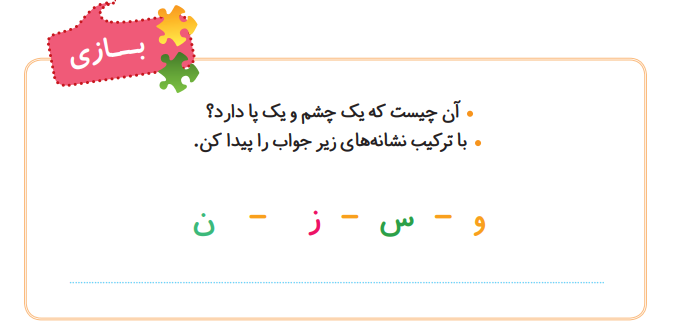 بـــازی
آن چیست که یک چشم و یک پا دارد؟
با ترکیب نشانه‌های زیر جواب را پیدا کن.
و – س – ز – ن